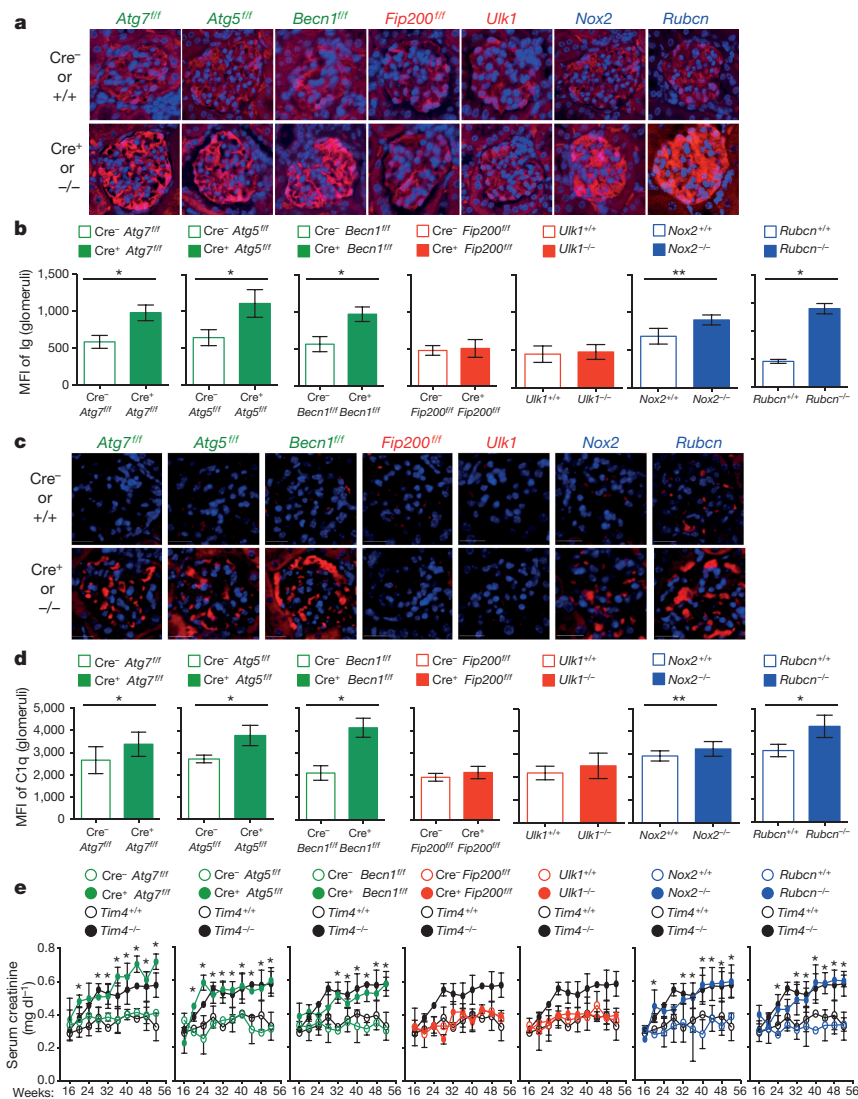 a
Atg7f/f Atg5f/f Becn1f/f Fip200f/f Ulk1 Nox2 Rubcn
Cre–
or
+/+
Cre+
or
–/–
b
Cre– Atg7f/f Cre– Atg5f/f Cre– Becn1f/f Cre– Fip200f/f Ulk1+/+ Nox2+/+ Rubcn+/+
Cre+ Atg7f/f Cre+ Atg5f/f Cre+ Becn1f/f Cre+ Fip200f/f Ulk1–/– Nox2–/– Rubcn–/–
MFI of Ig (glomeruli)
1,500
1,000
500
0
* * * ** *
Cre– Cre+ Cre– Cre+ Cre– Cre+ Cre– Cre+ Ulk1+/+ Ulk1–/– Nox2+/+ Nox2–/– Rubcn+/+ Rubcn–/–
Atg7f/f Atg7f/f Atg5f/f Atg5f/f Becn1f/f Becn1f/f Fip200f/f Fip200f/f
c
Atg7f/f Atg5f/f Becn1f/f Fip200f/f Ulk1 Nox2 Rubcn
Cre–
or
+/+
Cre+
or
–/–
d
Cre– Atg7f/f Cre– Atg5f/f Cre– Becn1f/f Cre– Fip200f/f Ulk1+/+ Nox2+/+ Rubcn+/+
Cre+ Atg7f/f Cre+ Atg5f/f Cre+ Becn1f/f Cre+ Fip200f/f Ulk1–/– Nox2–/– Rubcn–/–
MFI of C1q (glomeruli)
5,000
4,000
3,000
2,000
1,000
0
* * * ** *
Cre– Cre+ Cre– Cre+ Cre– Cre+ Cre– Cre+ Ulk1+/+ Ulk1–/– Nox2+/+ Nox2–/– Rubcn+/+ Rubcn–/–
Atg7f/f Atg7f/f Atg5f/f Atg5f/f Becn1f/f Becn1f/f Fip200f/f Fip200f/f
e
Cre– Atg7f/f Cre– Atg5f/f Cre– Becn1f/f Cre– Fip200f/f Ulk1+/+ Nox2+/+ Rubcn+/+
Cre+ Atg7f/f Cre+ Atg5f/f Cre+ Becn1f/f Cre+ Fip200f/f Ulk1–/– Nox2–/– Rubcn–/–
Tim4+/+ Tim4+/+ Tim4+/+ Tim4+/+ Tim4+/+ Tim4+/+ Tim4+/+
Tim4–/– Tim4–/– Tim4–/– Tim4–/– Tim4–/– Tim4–/– Tim4–/–
Serum creatinine
(mg dl–1)
0.8
0.6
0.4
0.2
0.0
Weeks: 16 24 32 40 48 56 16 24 32 40 48 56 16 24 32 40 48 56 16 24 32 40 48 56 16 24 32 40 48 56 16 24 32 40 48 56 16 24 32 40 48 56